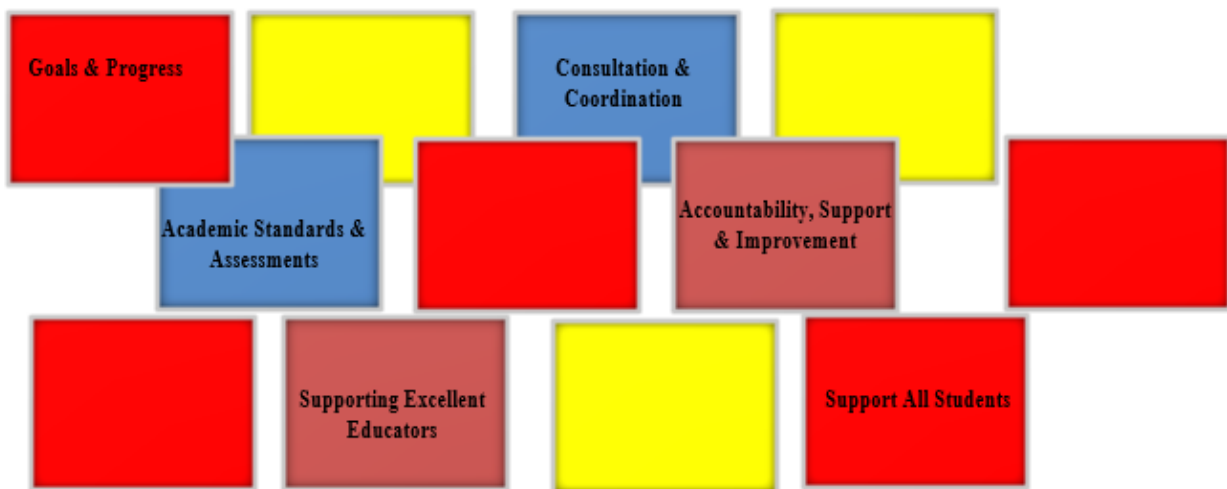 Goals & Progress
Consultation &
Coordination
Academic Standards &
Assessments
Accountability, Support
& Improvement
Supporting Excellent
Educators
Support All Students